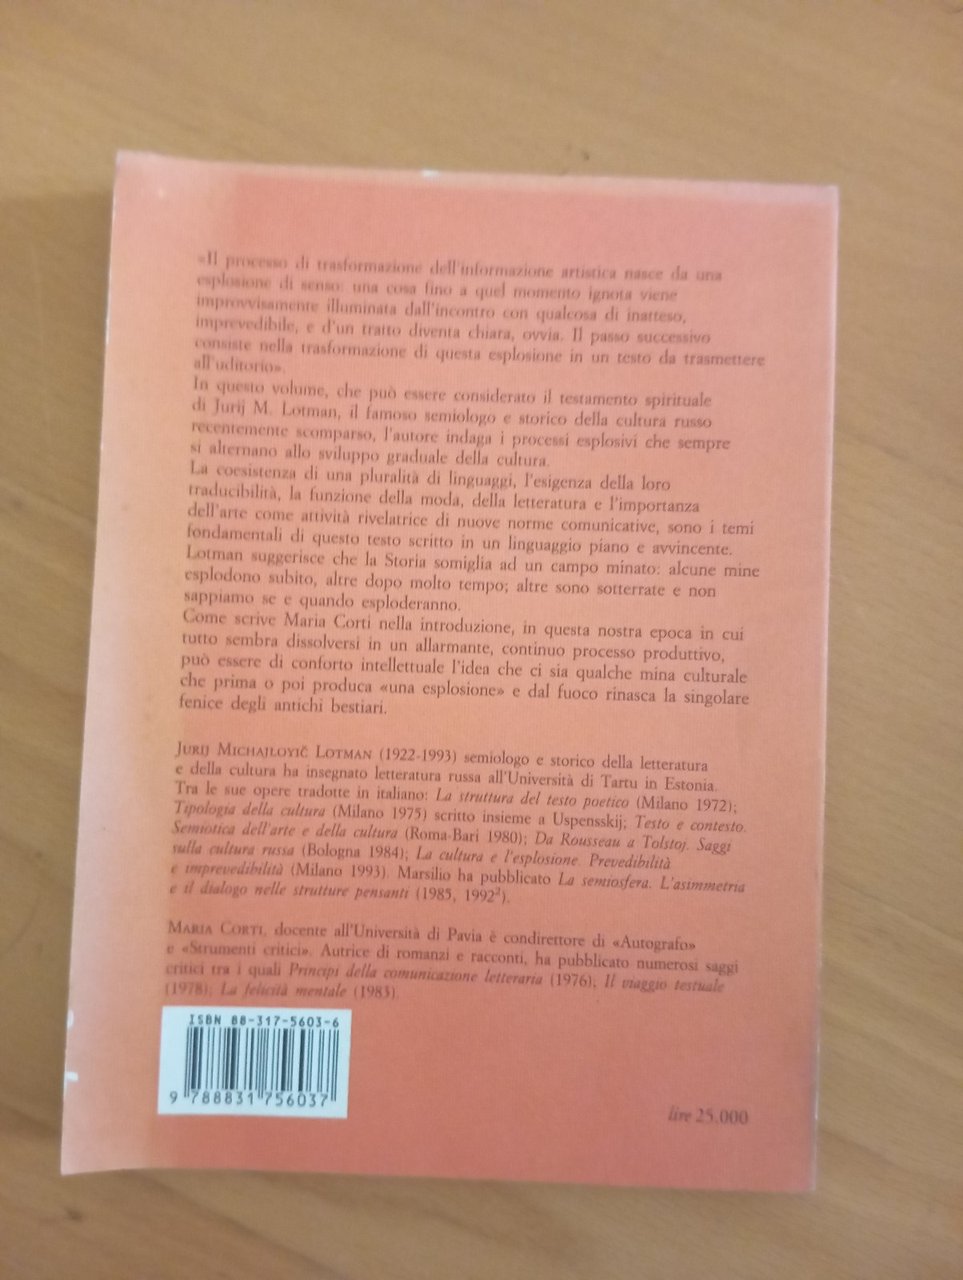 «Il processo di trasformazione dell'informazione artistica nasce da una
esplosione di senso: una cosa fino a quel momento ignota viene
improvvisamente illuminata dall'incontro con qualcosa di inatteso,
imprevedibile, e d'un tratto diventa chiara, ovvia. Il passo successivo
consiste nella trasformazione di questa esplosione in un testo da trasmettere
all'uditorio».
In questo volume, che può essere considerato il testamento spirituale
di Jurij M. Lotman, il famoso semiologo e storico della cultura russo
recentemente scomparso, l'autore indaga i processi esplosivi che sempre
si alternano allo sviluppo graduale della cultura.
La coesistenza di una pluralità di linguaggi, l'esigenza della loro
traducibilità, la funzione della moda, della letteratura e l'importanza
dell'arte come attività rivelatrice di nuove norme comunicative, sono i temi
fondamentali di questo testo scritto in un linguaggio piano e avvincente.
Lotman suggerisce che la Storia somiglia ad un campo minato: alcune mine
esplodono subito, altre dopo molto tempo; altre sono sotterrate e non
sappiamo se e quando esploderanno.
Come scrive Maria Corti nella introduzione, in questa nostra epoca in cui
tutto sembra dissolversi in un allarmante, continuo processo produttivo,
può essere di conforto intellettuale l'idea che ci sia qualche mina culturale
che prima o poi produca «una esplosione» e dal fuoco rinasca la singolare
fenice degli antichi bestiari.
JURIJ MICHAJLOVIČ LOTMAN (1922-1993) semiologo e storico della letteratura
e della cultura ha insegnato letteratura russa all'Università di Tartu in Estonia.
Tra le sue opere tradotte in italiano: La struttura del testo poetico (Milano 1972);
Tipologia della cultura (Milano 1975) scritto insieme a Uspensskij; Testo e contesto.
Semiotica dell'arte e della cultura (Roma-Bari 1980); Da Rousseau a Tolstoj. Saggi
sulla cultura russa (Bologna 1984); La cultura e l'esplosione. Prevedibilità
e imprevedibilità (Milano 1993). Marsilio ha pubblicato La semiosfera. L'asimmetria
e il dialogo nelle strutture pensanti (1985, 1992²).
MARIA CORTI, docente all'Università di Pavia è condirettore di «Autografo»
e «Strumenti critici». Autrice di romanzi e racconti, ha pubblicato numerosi saggi
critici tra i quali Principi della comunicazione letteraria (1976); Il viaggio testuale
(1978); La felicità mentale (1983).
ISBN 88-317-5603-6
9 788831 756037
lire 25.000